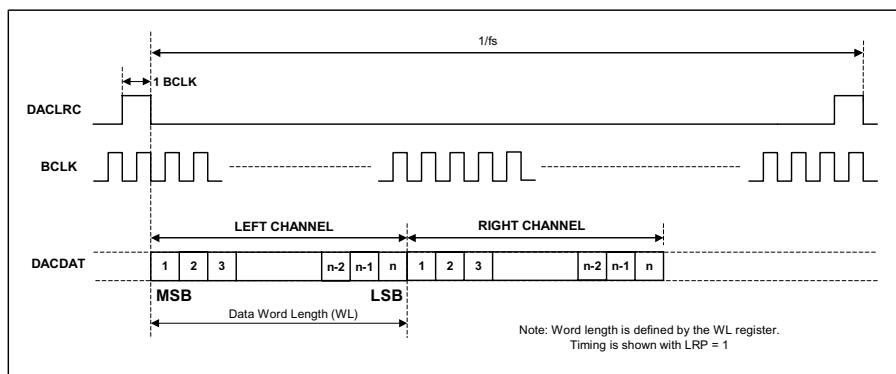 1/fs
1 BCLK
DACLRC
BCLK
LEFT CHANNEL RIGHT CHANNEL
DACDAT 1 2 3 n-2 n-1 n 1 2 3 n-2 n-1 n
MSB LSB
Data Word Length (WL)
Note: Word length is defined by the WL register.
Timing is shown with LRP = 1